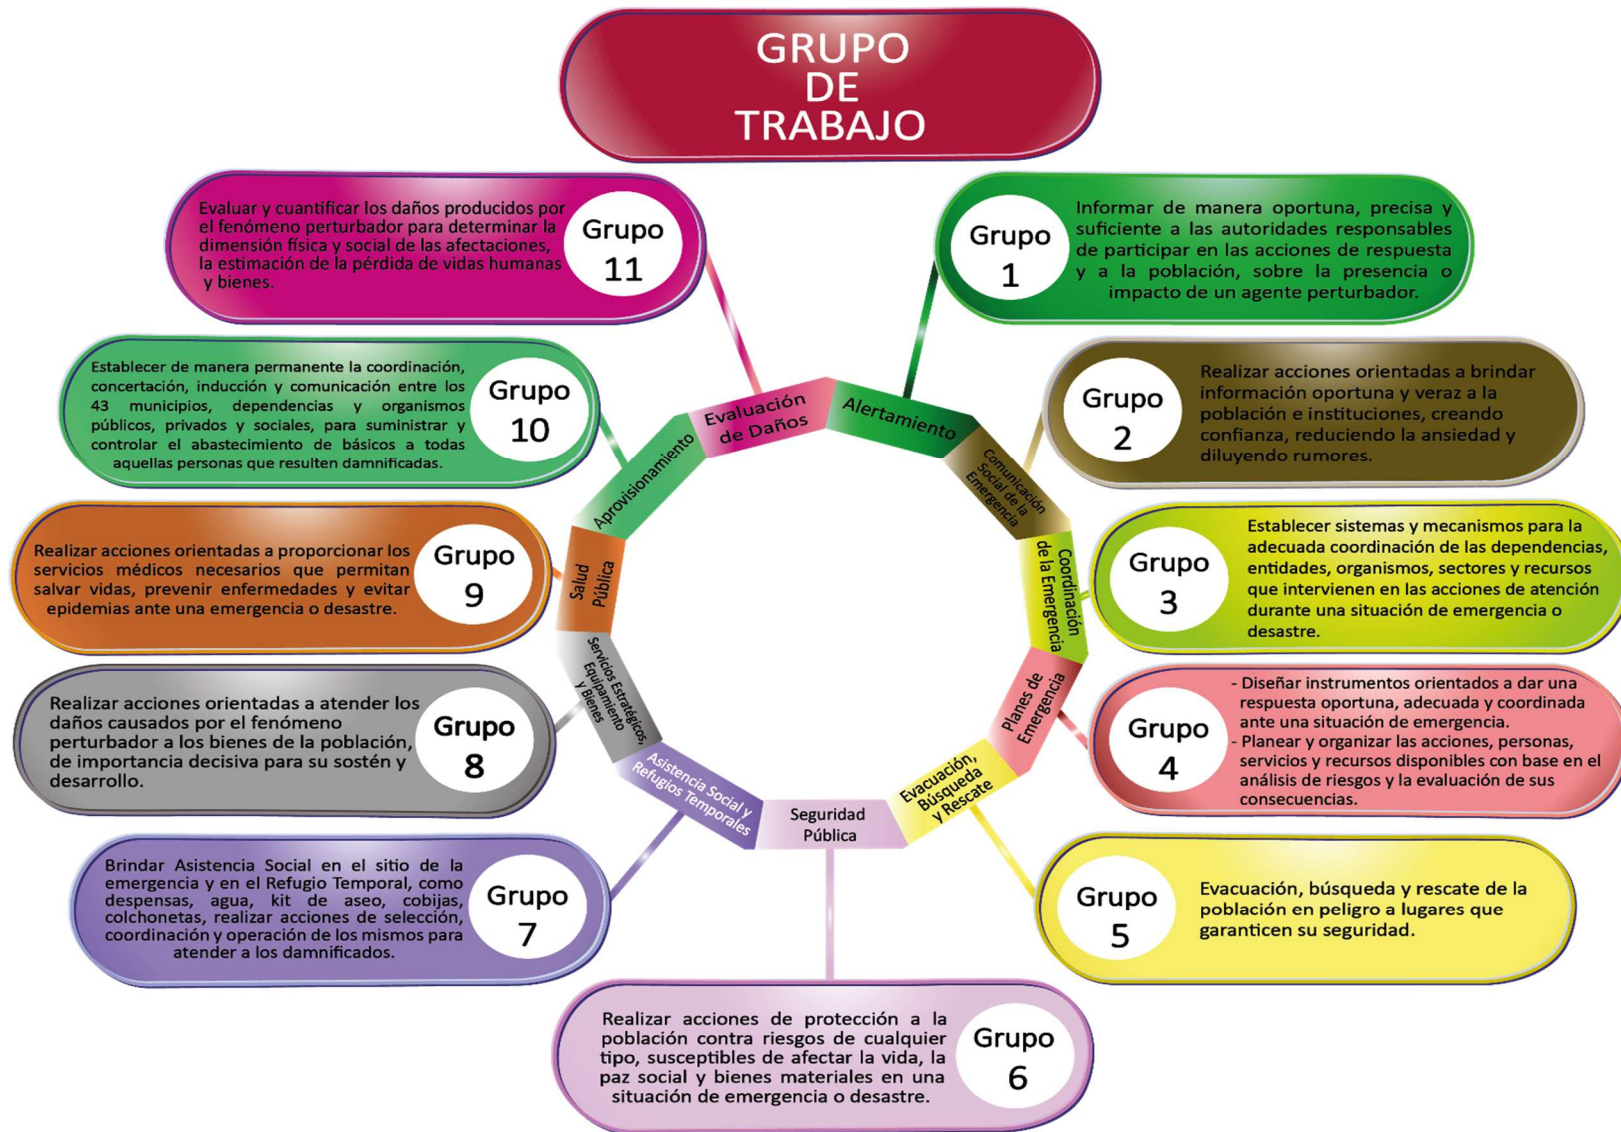 GRUPO
DE
TRABAJO
Informar de manera oportuna, precisa y
suficiente a las autoridades responsables
de participar en las acciones de respuesta
y a la población, sobre la presencia o
impacto de un agente perturbador.
Grupo
1
Alertamiento
Realizar acciones orientadas a brindar
información oportuna y veraz a la
población e instituciones, creando
confianza, reduciendo la ansiedad y
diluyendo rumores.
Grupo
2
Comunicación
Social de la
Emergencia
Establecer sistemas y mecanismos para la
adecuada coordinación de las dependencias,
entidades, organismos, sectores y recursos
que intervienen en las acciones de atención
durante una situación de emergencia o
desastre.
Grupo
3
Coordinación
de la Emergencia
- Diseñar instrumentos orientados a dar una
respuesta oportuna, adecuada y coordinada
ante una situación de emergencia.
- Planear y organizar las acciones, personas,
servicios y recursos disponibles con base en el
análisis de riesgos y la evaluación de sus
consecuencias.
Grupo
4
Planes de
Emergencia
Evacuación, búsqueda y rescate de la
población en peligro a lugares que
garanticen su seguridad.
Grupo
5
Evacuación,
Búsqueda
y Rescate
Realizar acciones de protección a la
población contra riesgos de cualquier
tipo, susceptibles de afectar la vida, la
paz social y bienes materiales en una
situación de emergencia o desastre.
Grupo
6
Seguridad
Pública
Brindar Asistencia Social en el sitio de la
emergencia y en el Refugio Temporal, como
despensas, agua, kit de aseo, cobijas,
colchonetas, realizar acciones de selección,
coordinación y operación de los mismos para
atender a los damnificados.
Grupo
7
Asistencia Social y
Refugios Temporales
Realizar acciones orientadas a atender los
daños causados por el fenómeno
perturbador a los bienes de la población,
de importancia decisiva para su sostén y
desarrollo.
Grupo
8
Servicios Estratégicos,
Equipamiento
y Bienes
Realizar acciones orientadas a proporcionar los
servicios médicos necesarios que permitan
salvar vidas, prevenir enfermedades y evitar
epidemias ante una emergencia o desastre.
Grupo
9
Salud
Pública
Establecer de manera permanente la coordinación,
concertación, inducción y comunicación entre los
43 municipios, dependencias y organismos
públicos, privados y sociales, para suministrar y
controlar el abastecimiento de básicos a todas
aquellas personas que resulten damnificadas.
Grupo
10
Aprovisionamiento
Evaluar y cuantificar los daños producidos por
el fenómeno perturbador para determinar la
dimensión física y social de las afectaciones,
la estimación de la pérdida de vidas humanas
y bienes.
Grupo
11
Evaluación
de Daños